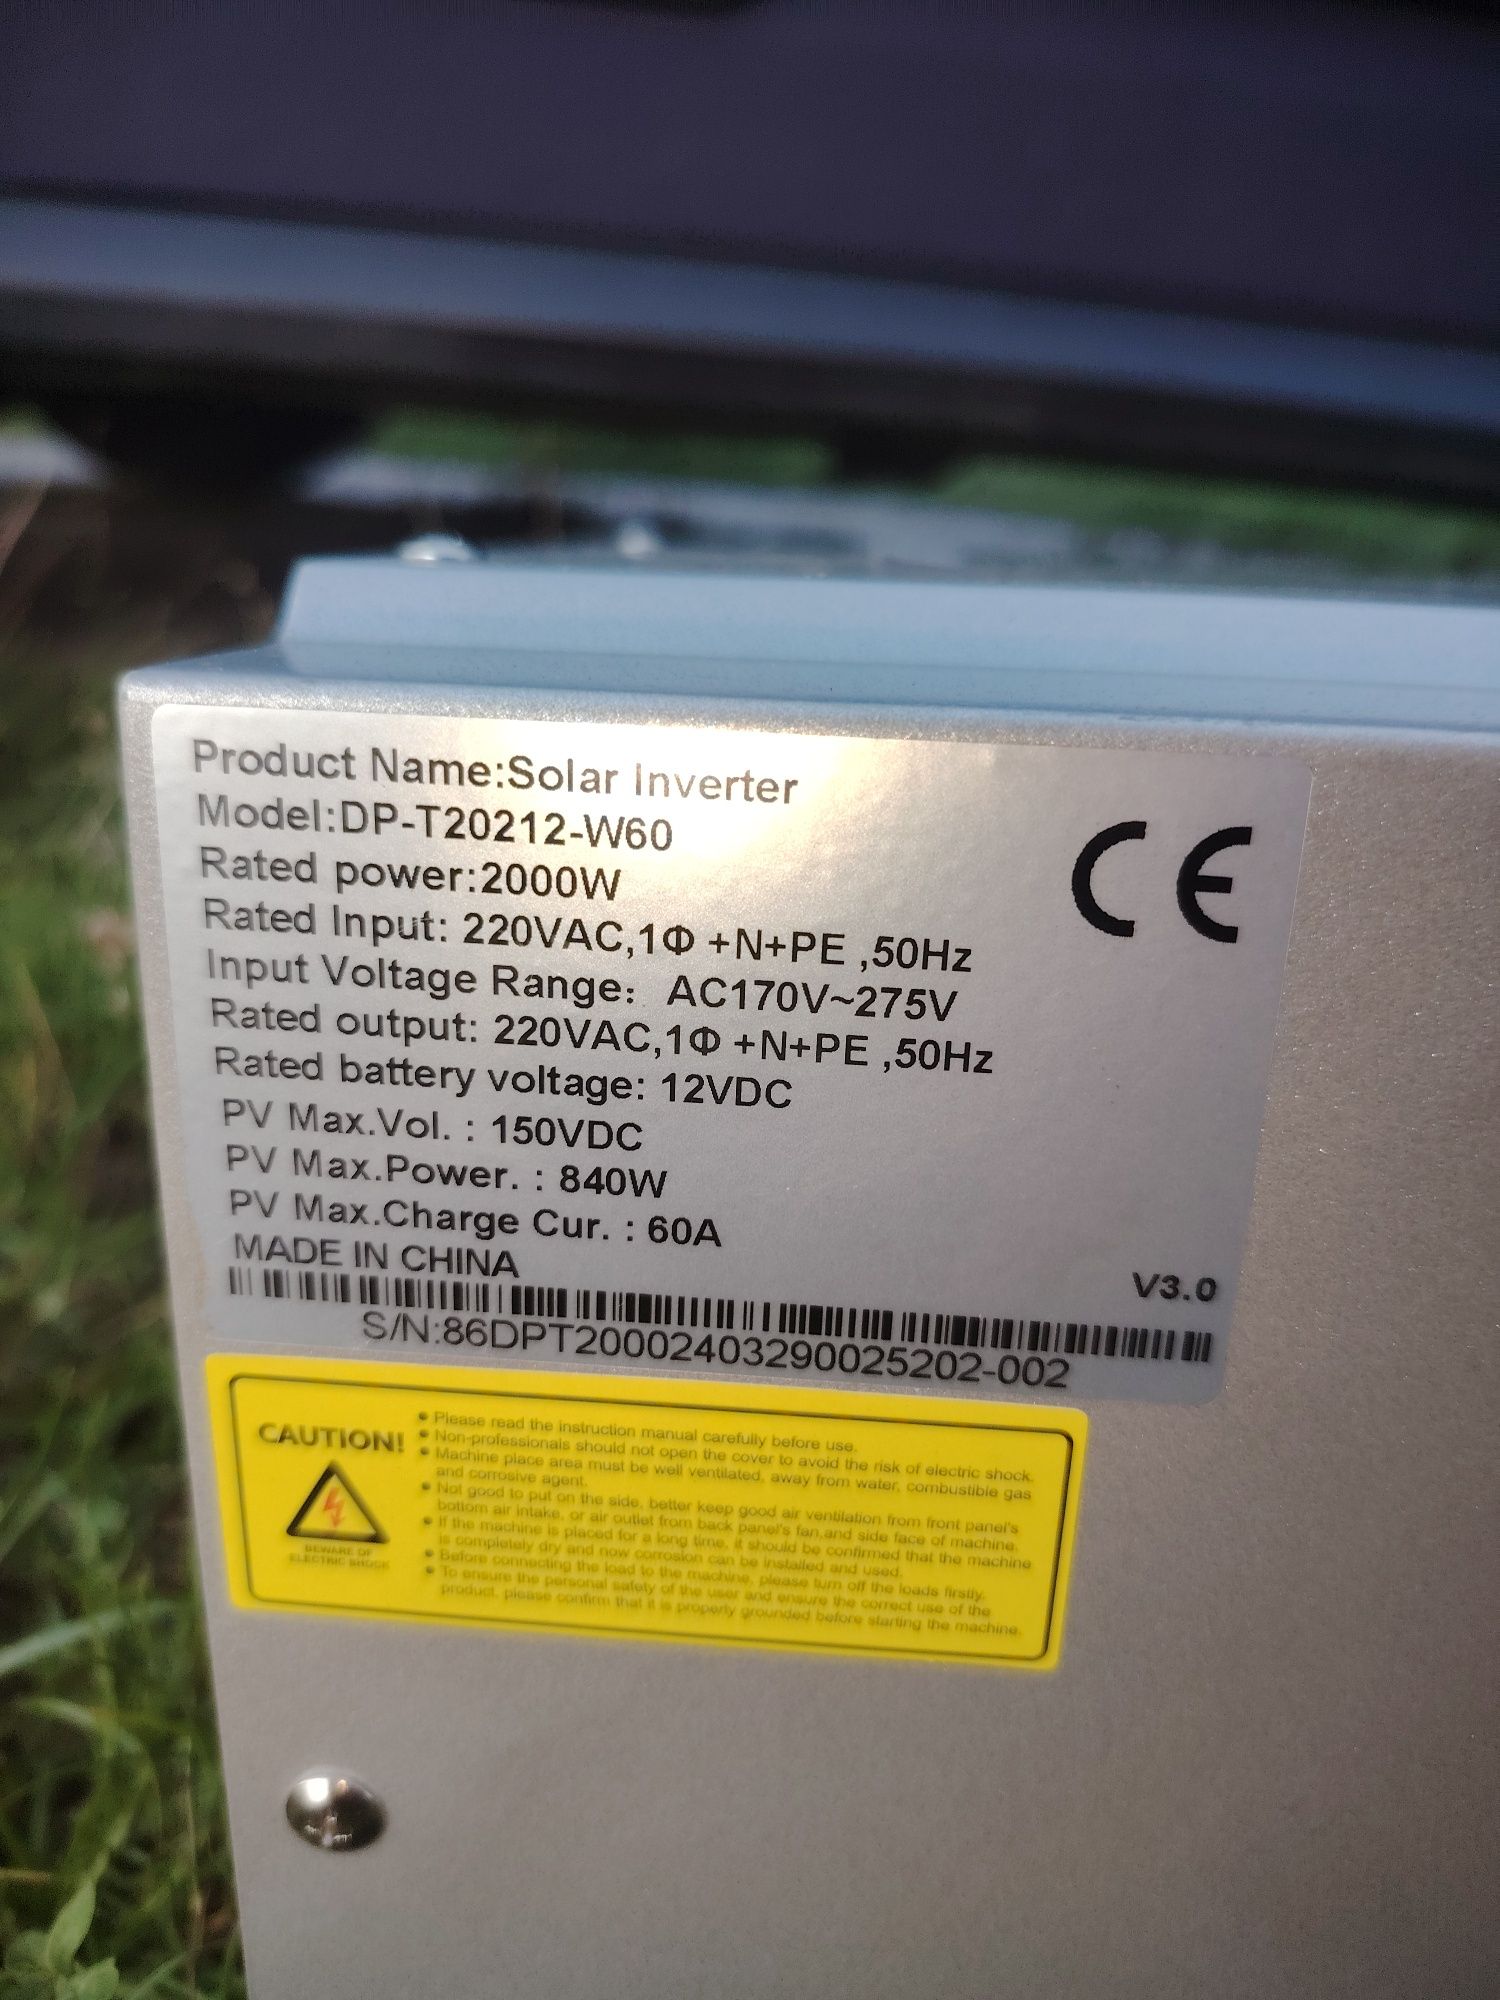 Product Name:Solar Inverter
Model:DP-T20212-W60
Rated power:2000W
Rated Input: 220VAC,1Φ +N+PE ,50Hz
Input Voltage Range: AC170V~275V
Rated output: 220VAC,1Φ +N+PE ,50Hz
Rated battery voltage: 12VDC
PV Max.Vol. : 150VDC
PV Max.Power. : 840W
PV Max.Charge Cur. : 60A
MADE IN CHINA
CE
V3.0
S/N:86DPT20002403290025202-002
CAUTION!
BEWARE OF
ELECTRIC SHOCK
• Please read the instruction manual carefully before use.
• Non-professionals should not open the cover to avoid the risk of electric shock.
• Machine place area must be well ventilated, away from water, combustible gas
and corrosive agent.
• Not good to put on the side, better keep good air ventilation from front panel's
bottom air intake, or air outlet from back panel's fan,and side face of machine.
• If the machine is placed for a long time, it should be confirmed that the machine
is completely dry and now corrosion can be installed and used.
• Before connecting the load to the machine, please turn off the loads firstly.
• To ensure the personal safety of the user and ensure the correct use of the
product, please confirm that it is properly grounded before starting the machine.